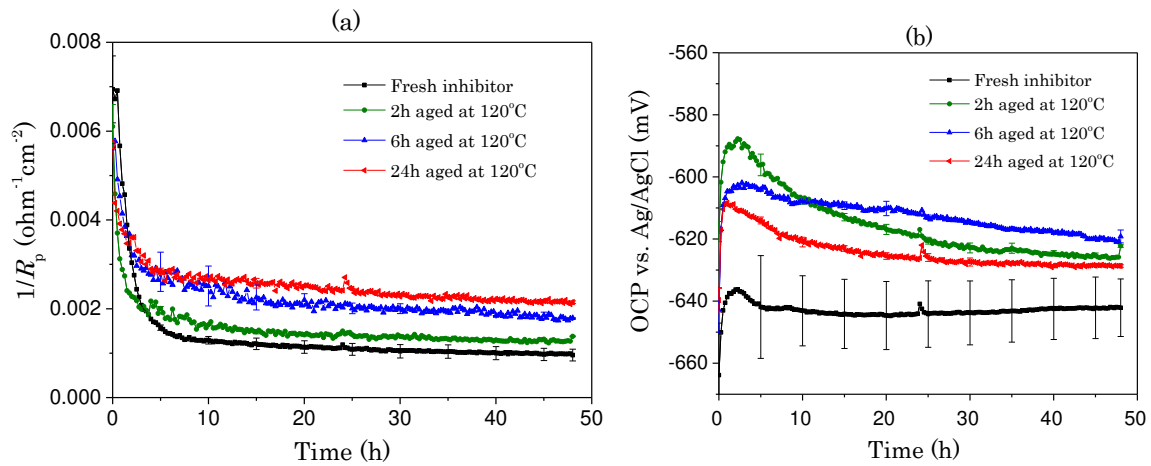 (a)
0.008
0.006
0.004
0.002
0.000
1/Rp (ohm⁻¹cm⁻²)
Fresh inhibitor
2h aged at 120°C
6h aged at 120°C
24h aged at 120°C
0 10 20 30 40 50
Time (h)
(b)
-560
-580
-600
-620
-640
-660
OCP vs. Ag/AgCl (mV)
Fresh inhibitor
2h aged at 120°C
6h aged at 120°C
24h aged at 120°C
0 10 20 30 40 50
Time (h)